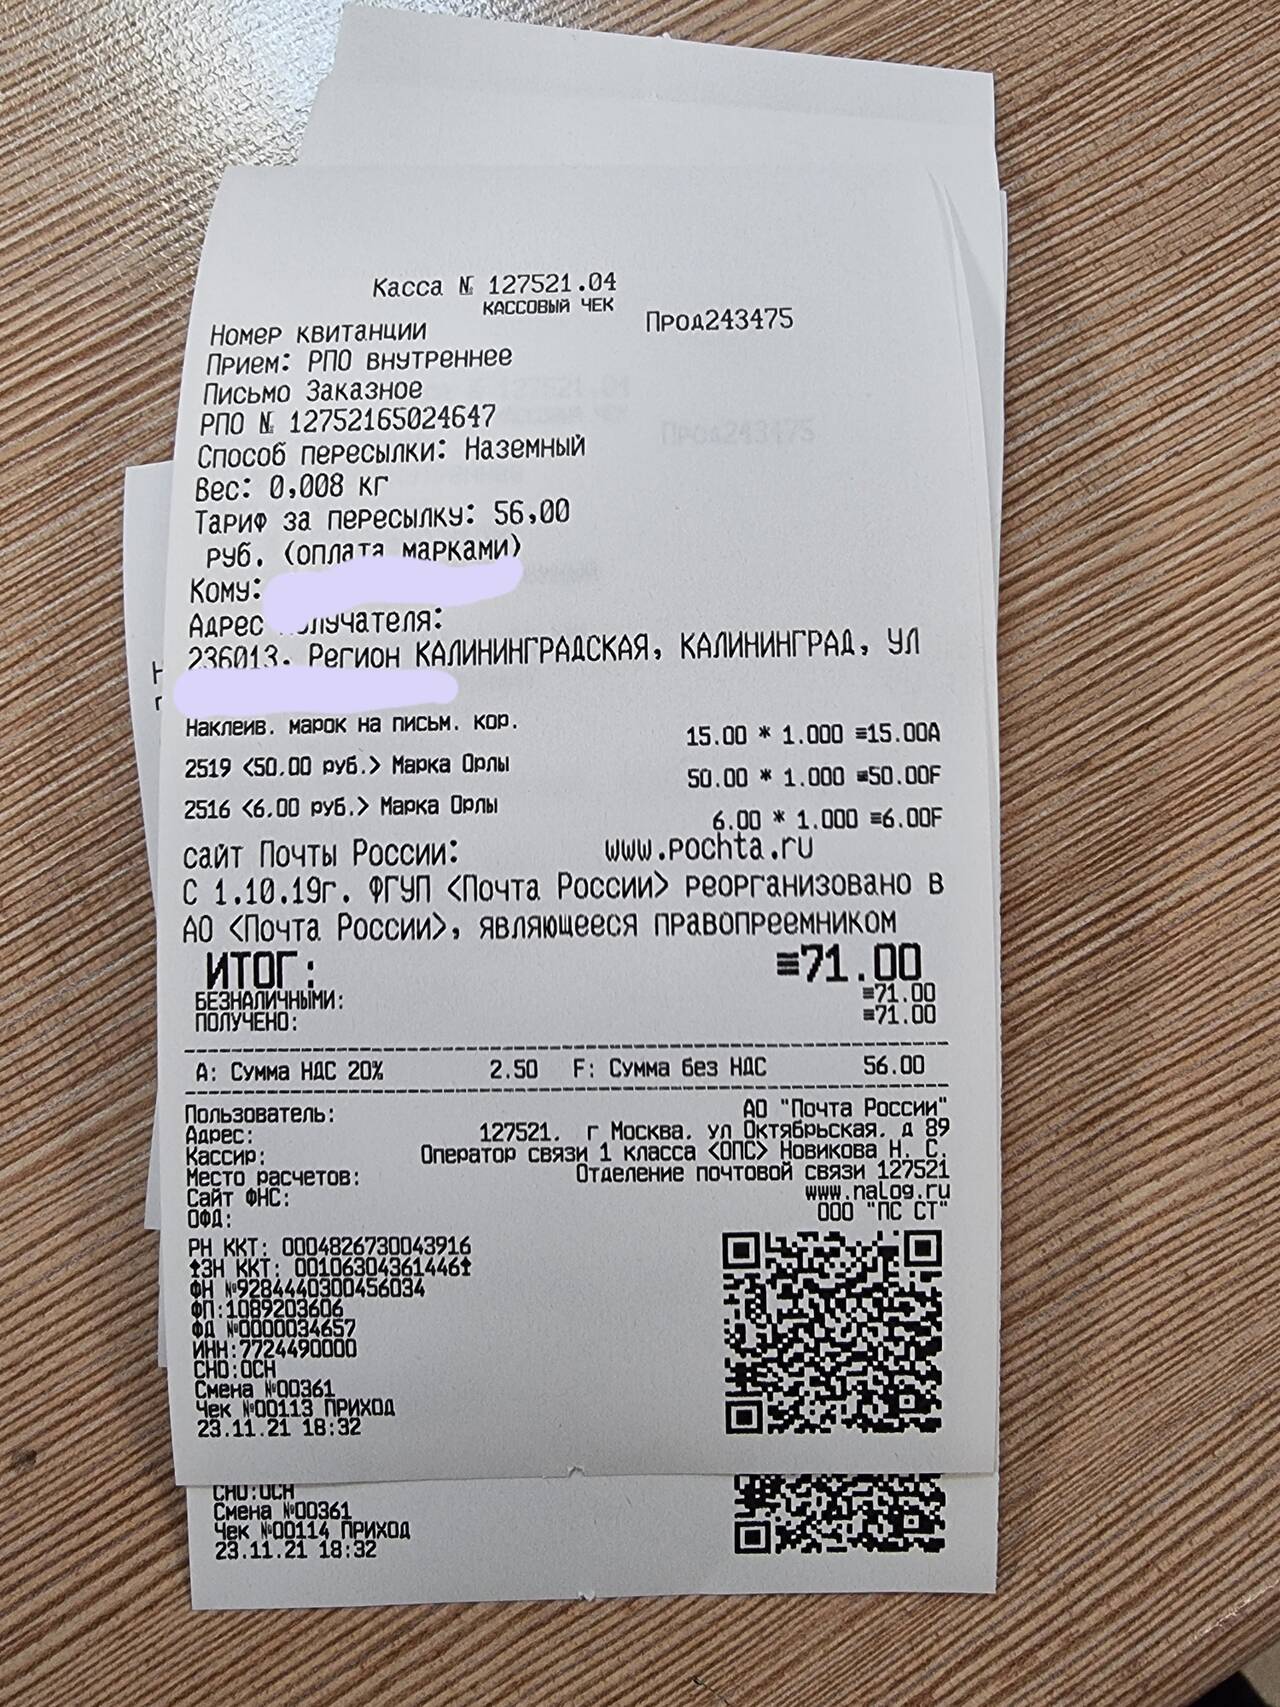 Касса № 127521.04
КАССОВЫЙ ЧЕК
Номер квитанции Прод243475
Прием: РПО внутреннее
Письмо Заказное
РПО № 12752165024647
Способ пересылки: Наземный
Вес: 0,008 кг
Тариф за пересылку: 56,00
руб. (оплата марками)
Кому:
Адрес получателя:
236013, Регион КАЛИНИНГРАДСКАЯ, КАЛИНИНГРАД, УЛ
Наклеив. марок на письм. кор.
15.00 * 1.000 ≡15.00А
2519 <50.00 руб.> Марка Орлы
50.00 * 1.000 ≡50.00F
2516 <6.00 руб.> Марка Орлы
6.00 * 1.000 ≡6.00F
сайт Почты России: www.pochta.ru
С 1.10.19г. ФГУП <Почта России> реорганизовано в
АО <Почта России>, являющееся правопреемником
ИТОГ: ≡71.00
БЕЗНАЛИЧНЫМИ: ≡71.00
ПОЛУЧЕНО: ≡71.00
А: Сумма НДС 20% 2.50 F: Сумма без НДС 56.00
Пользователь: АО "Почта России"
Адрес: 127521, г Москва, ул Октябрьская, д 89
Кассир: Оператор связи 1 класса <ОПС> Новикова Н. С.
Место расчетов: Отделение почтовой связи 127521
Сайт ФНС: www.nalog.ru
ОФД: ООО "ПС СТ"
РН ККТ: 0004826730043916
↑ЗН ККТ: 00106304361446↑
ФН №9284440300456034
ФП:1089203606
ФД №0000034657
ИНН:7724490000
СНО:ОСН
Смена №00361
Чек №00113 ПРИХОД
23.11.21 18:32
СНО:ОСН
Смена №00361
Чек №00114 ПРИХОД
23.11.21 18:32